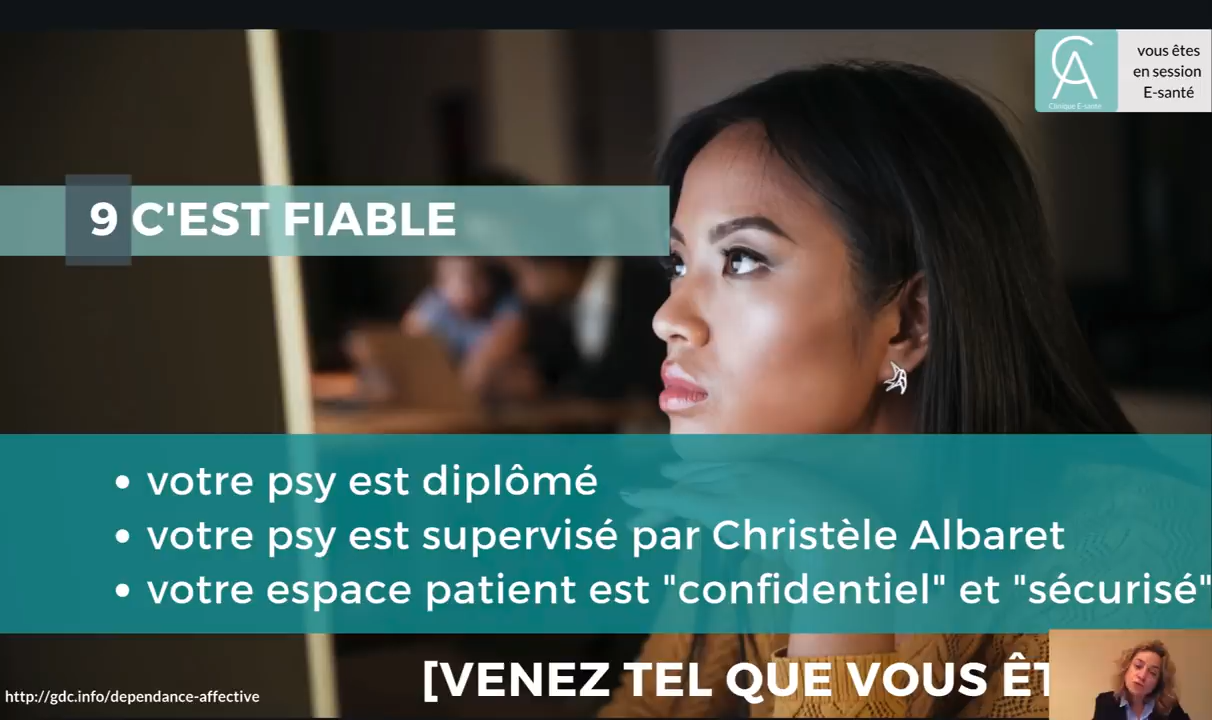 CA
Clinique E-santé
vous êtes
en session
E-santé
9 C'EST FIABLE
• votre psy est diplômé
• votre psy est supervisé par Christèle Albaret
• votre espace patient est "confidentiel" et "sécurisé"
[VENEZ TEL QUE VOUS ÊT
http://gdc.info/dependance-affective